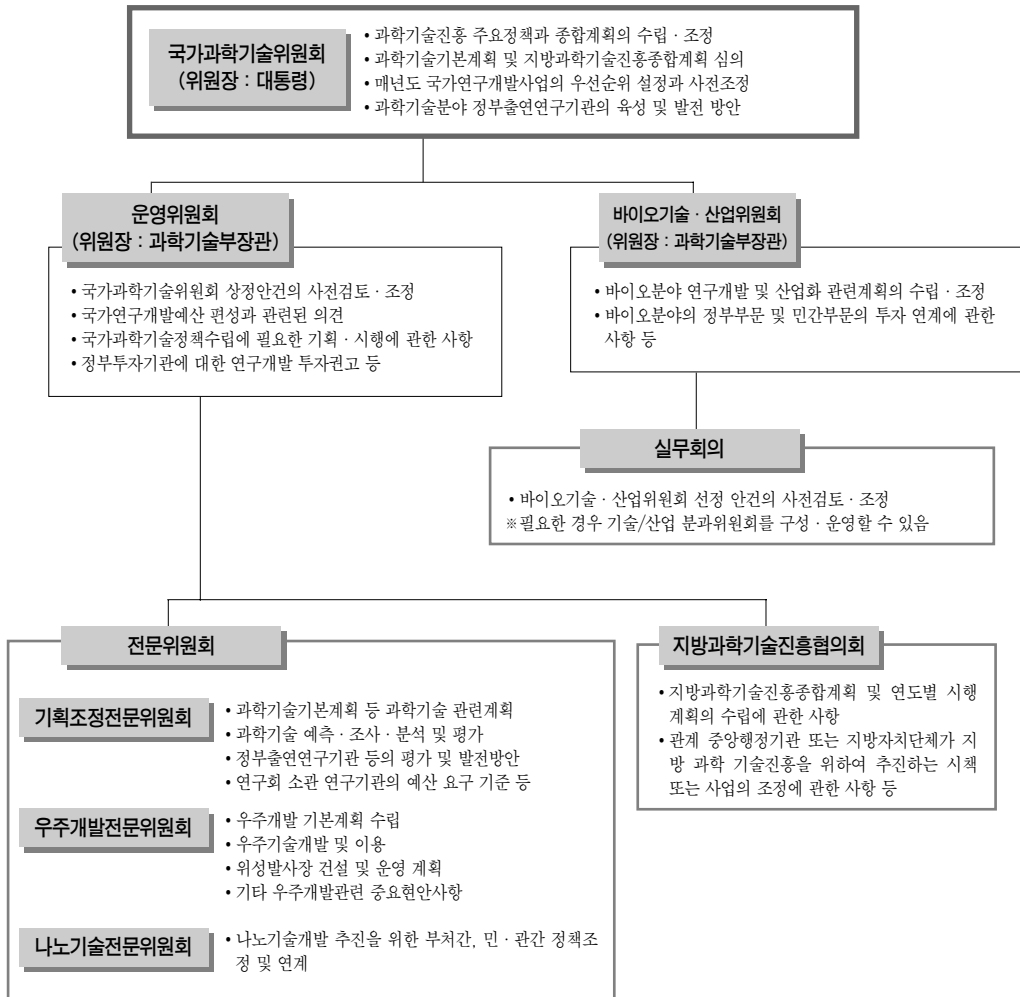 국가과학기술위원회
(위원장 : 대통령)
• 과학기술진흥 주요정책과 종합계획의 수립 · 조정
• 과학기술기본계획 및 지방과학기술진흥종합계획 심의
• 매년도 국가연구개발사업의 우선순위 설정과 사전조정
• 과학기술분야 정부출연연구기관의 육성 및 발전 방안
운영위원회
(위원장 : 과학기술부장관)
• 국가과학기술위원회 상정안건의 사전검토 · 조정
• 국가연구개발예산 편성과 관련된 의견
• 국가과학기술정책수립에 필요한 기획 · 시행에 관한 사항
• 정부투자기관에 대한 연구개발 투자권고 등
바이오기술 · 산업위원회
(위원장 : 과학기술부장관)
• 바이오분야 연구개발 및 산업화 관련계획의 수립 · 조정
• 바이오분야의 정부부문 및 민간부문의 투자 연계에 관한
사항 등
실무회의
• 바이오기술 · 산업위원회 선정 안건의 사전검토 · 조정
※필요한 경우 기술/산업 분과위원회를 구성 · 운영할 수 있음
전문위원회
기획조정전문위원회
• 과학기술기본계획 등 과학기술 관련계획
• 과학기술 예측 · 조사 · 분석 및 평가
• 정부출연연구기관 등의 평가 및 발전방안
• 연구회 소관 연구기관의 예산 요구 기준 등
우주개발전문위원회
• 우주개발 기본계획 수립
• 우주기술개발 및 이용
• 위성발사장 건설 및 운영 계획
• 기타 우주개발관련 중요현안사항
나노기술전문위원회
• 나노기술개발 추진을 위한 부처간, 민 · 관간 정책조
정 및 연계
지방과학기술진흥협의회
• 지방과학기술진흥종합계획 및 연도별 시행
계획의 수립에 관한 사항
• 관계 중앙행정기관 또는 지방자치단체가 지
방 과학 기술진흥을 위하여 추진하는 시책
또는 사업의 조정에 관한 사항 등